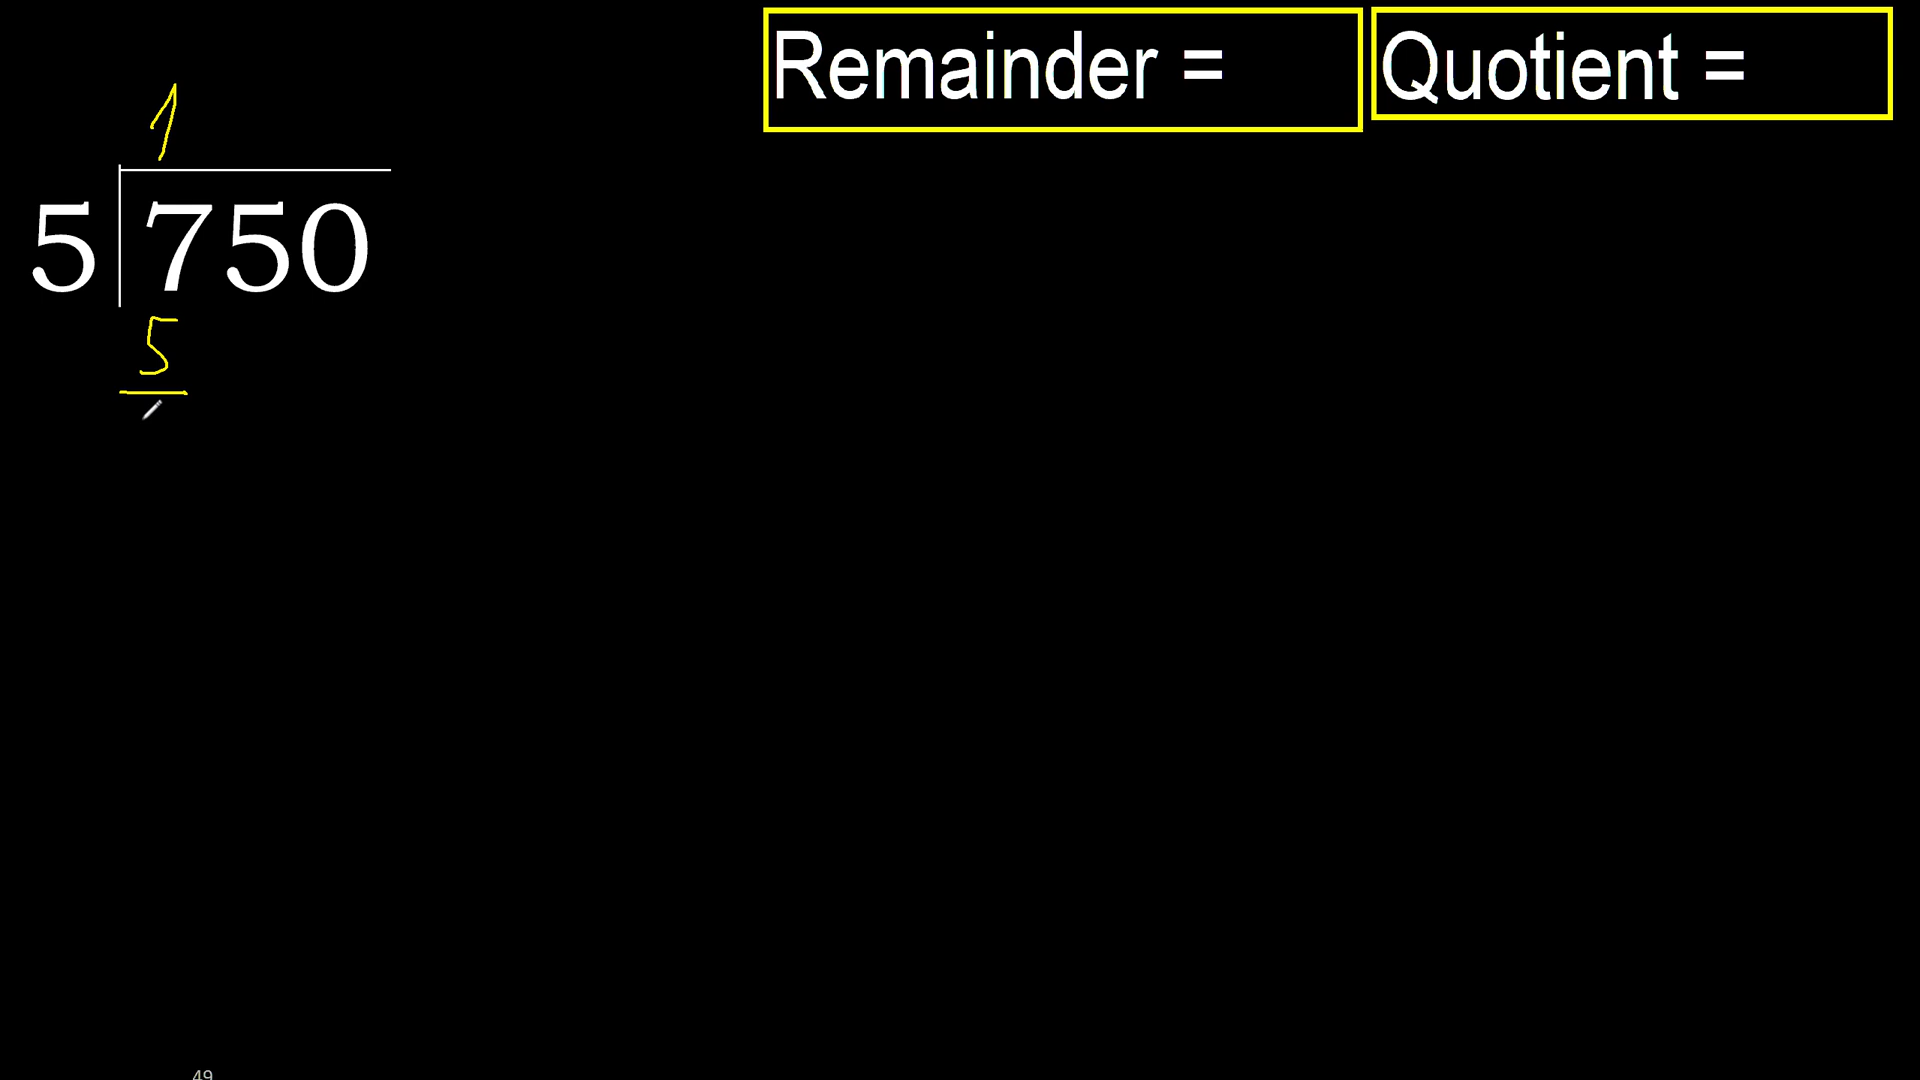 Remainder =
Quotient =
1
5 750
5
49